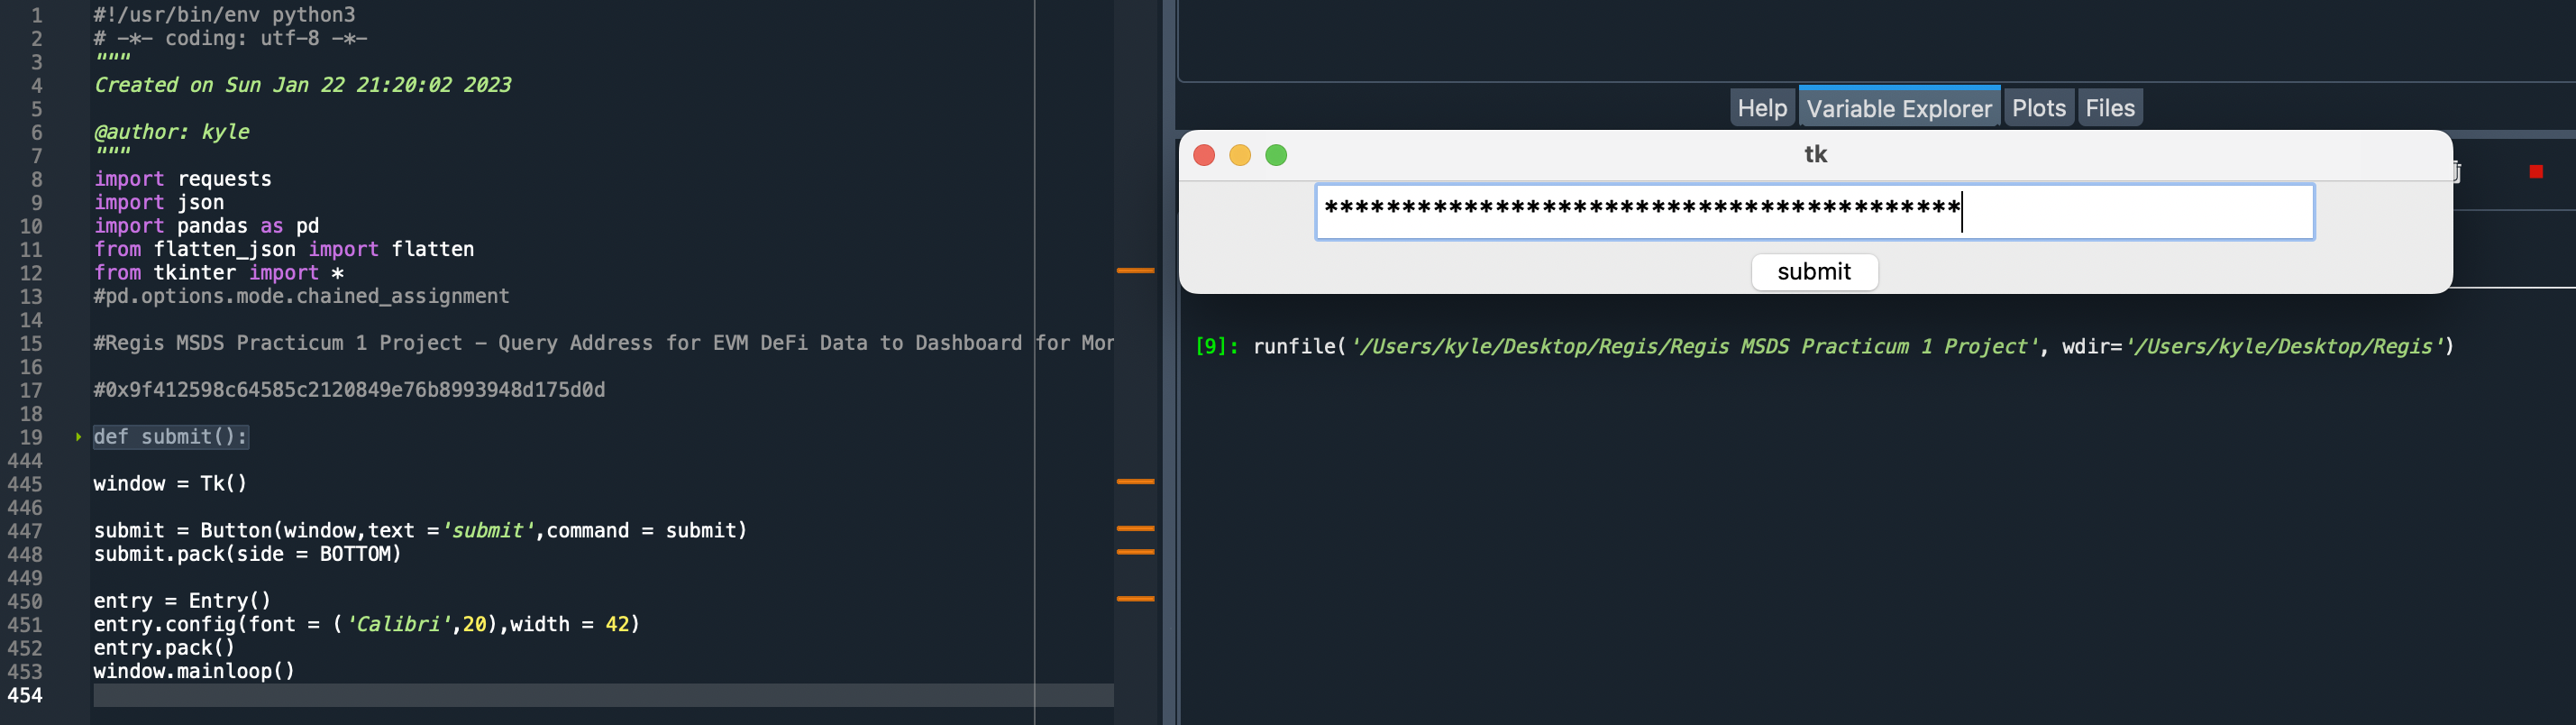 1 #!/usr/bin/env python3
2 # -*- coding: utf-8 -*-
3 """
4 Created on Sun Jan 22 21:20:02 2023
5
6 @author: kyle
7 """
8 import requests
9 import json
10 import pandas as pd
11 from flatten_json import flatten
12 from tkinter import *
13 #pd.options.mode.chained_assignment
14
15 #Regis MSDS Practicum 1 Project - Query Address for EVM DeFi Data to Dashboard for Mor
16
17 #0x9f412598c64585c2120849e76b8993948d175d0d
18
19 def submit():
444
445 window = Tk()
446
447 submit = Button(window,text ='submit',command = submit)
448 submit.pack(side = BOTTOM)
449
450 entry = Entry()
451 entry.config(font = ('Calibri',20),width = 42)
452 entry.pack()
453 window.mainloop()
454
Help Variable Explorer Plots Files
tk
*****************************************
submit
[9]: runfile('/Users/kyle/Desktop/Regis/Regis MSDS Practicum 1 Project', wdir='/Users/kyle/Desktop/Regis')